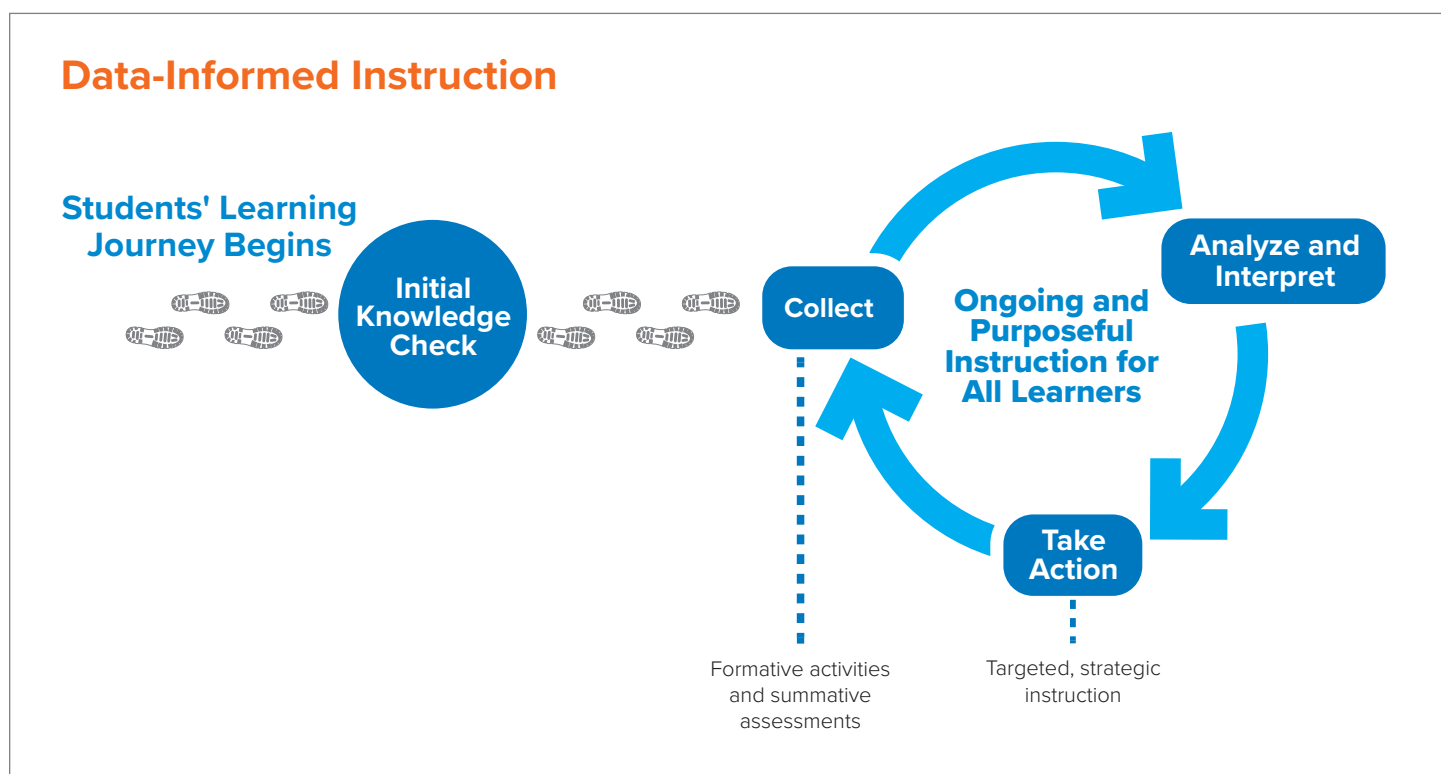 Data-Informed Instruction
Students' Learning
Journey Begins
Initial
Knowledge
Check
Collect
Analyze and
Interpret
Ongoing and
Purposeful
Instruction for
All Learners
Take
Action
Formative activities
and summative
assessments
Targeted, strategic
instruction